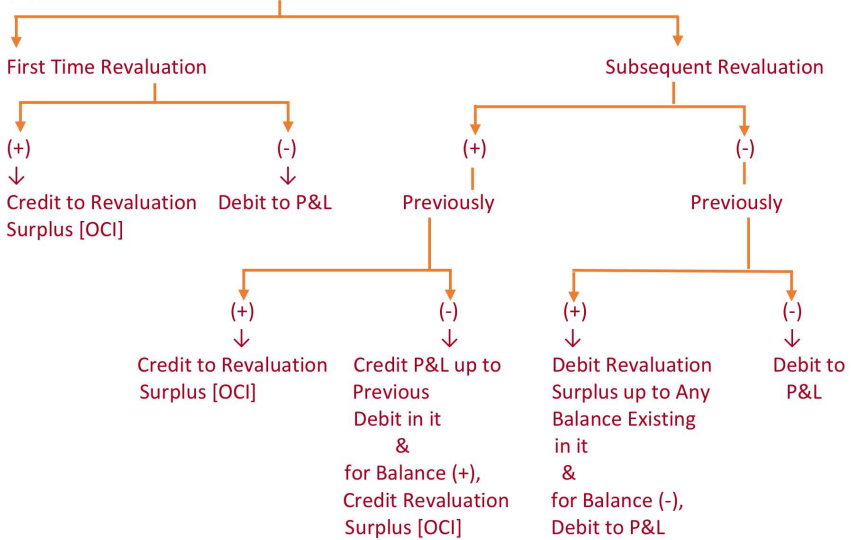 First Time Revaluation
Subsequent Revaluation
(+)
(-)
(+)
(-)
Credit to Revaluation
Surplus [OCI]
Debit to P&L
Previously
Previously
(+)
(-)
(+)
(-)
Credit to Revaluation
Surplus [OCI]
Credit P&L up to
Previous
Debit in it
&
for Balance (+),
Credit Revaluation
Surplus [OCI]
Debit Revaluation
Surplus up to Any
Balance Existing
in it
&
for Balance (-),
Debit to P&L
Debit to
P&L